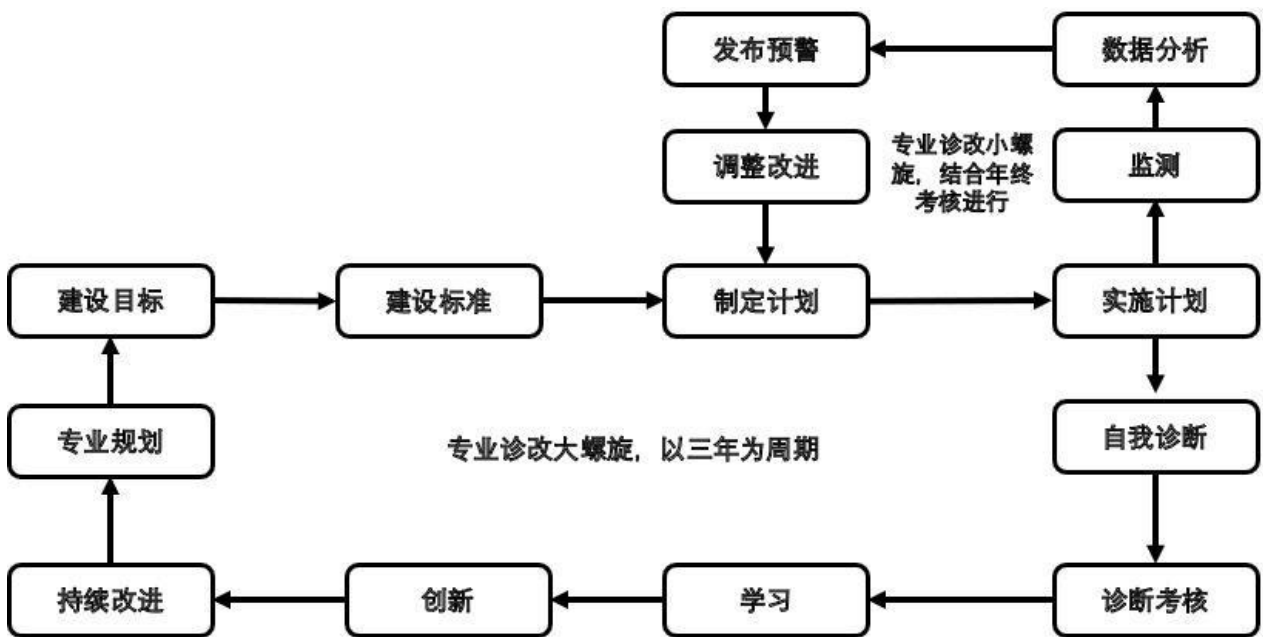 发布预警
数据分析
调整改进
专业诊改小螺
旋，结合年终
考核进行
监测
建设目标
建设标准
制定计划
实施计划
专业规划
专业诊改大螺旋，以三年为周期
自我诊断
持续改进
创新
学习
诊断考核